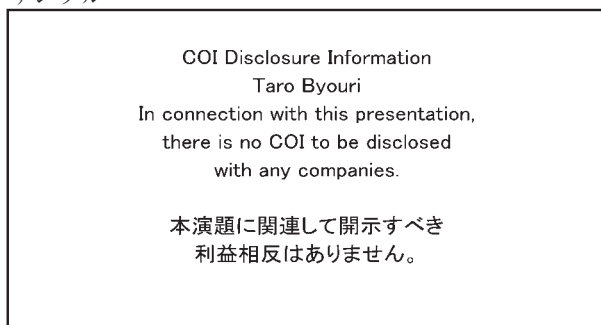 COI Disclosure Information
Taro Byouri
In connection with this presentation,
there is no COI to be disclosed
with any companies.
本演題に関連して開示すべき
利益相反はありません。